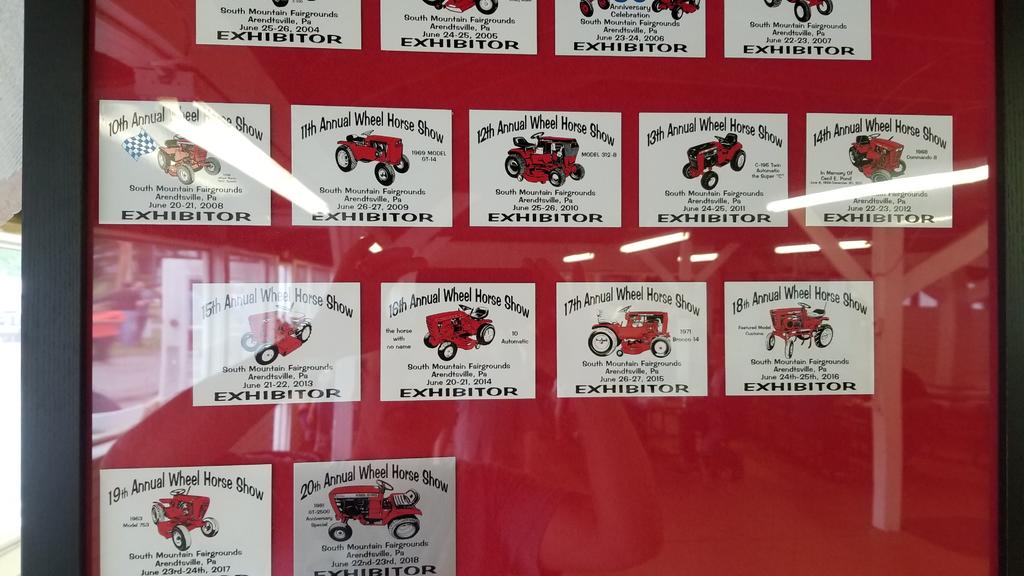 South Mountain Fairgrounds
Arendtsville, Pa
June 25-26, 2004
EXHIBITOR
South Mountain Fairgrounds
Arendtsville, Pa
June 24-25, 2005
EXHIBITOR
Anniversary
Celebration
South Mountain Fairgrounds
Arendtsville, Pa
June 23-24, 2006
EXHIBITOR
South Mountain Fairgrounds
Arendtsville, Pa
June 22-23, 2007
EXHIBITOR
10th Annual Wheel Horse Show
South Mountain Fairgrounds
Arendtsville, Pa
June 20-21, 2008
EXHIBITOR
11th Annual Wheel Horse Show
1969 MODEL
GT-14
South Mountain Fairgrounds
Arendtsville, Pa
June 26-27, 2009
EXHIBITOR
12th Annual Wheel Horse Show
MODEL 312-8
South Mountain Fairgrounds
Arendtsville, Pa
June 25-26, 2010
EXHIBITOR
13th Annual Wheel Horse Show
C-195 Twin
Automatic
the Super "C"
South Mountain Fairgrounds
Arendtsville, Pa
June 24-25, 2011
EXHIBITOR
14th Annual Wheel Horse Show
1968
Commando 8
In Memory Of
Cecil E. Pond
South Mountain Fairgrounds
Arendtsville, Pa
June 22-23, 2012
EXHIBITOR
15th Annual Wheel Horse Show
South Mountain Fairgrounds
Arendtsville, Pa
June 21-22, 2013
EXHIBITOR
16th Annual Wheel Horse Show
the horse
with
no name
10
Automatic
South Mountain Fairgrounds
Arendtsville, Pa
June 20-21, 2014
EXHIBITOR
17th Annual Wheel Horse Show
1971
Bronco 14
South Mountain Fairgrounds
Arendtsville, Pa
June 26-27, 2015
EXHIBITOR
18th Annual Wheel Horse Show
Featured Model
Customs
South Mountain Fairgrounds
Arendtsville, Pa
June 24th-25th, 2016
EXHIBITOR
19th Annual Wheel Horse Show
1963
Model 753
South Mountain Fairgrounds
Arendtsville, Pa
June 23rd-24th, 2017
20th Annual Wheel Horse Show
1981
GT-2500
Anniversary
Special
South Mountain Fairgrounds
Arendtsville, Pa
June 22nd-23rd, 2018
EXHIBITOR